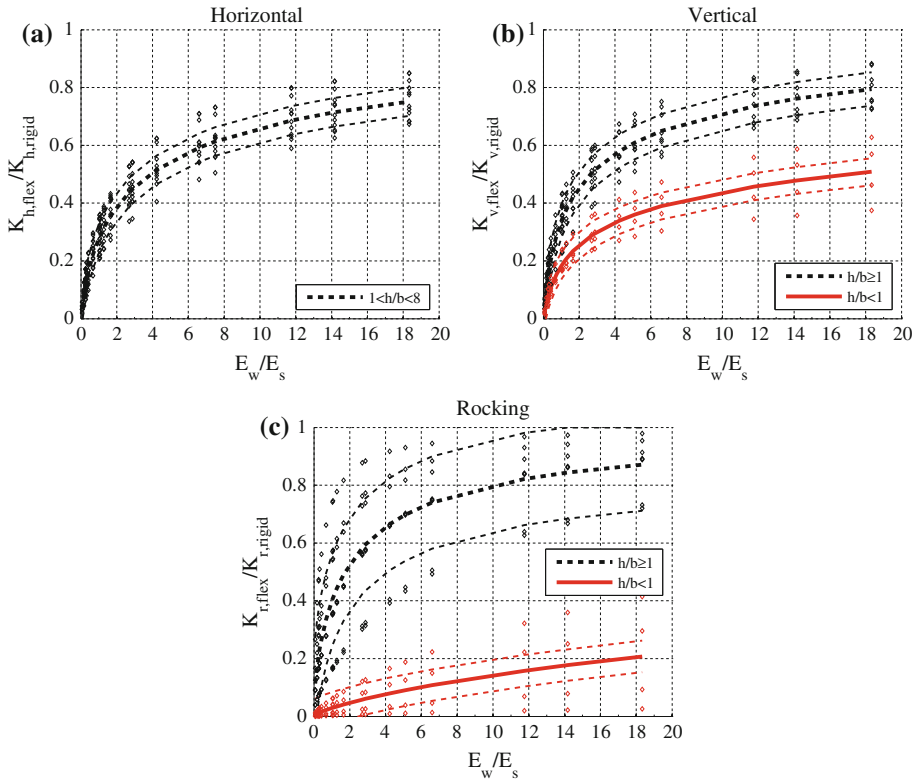 (a) Horizontal
1
0.8
0.6
0.4
0.2
0
K_h,flex/K_h,rigid
0 2 4 6 8 10 12 14 16 18 20
E_w/E_s
1<h/b<8
(b) Vertical
1
0.8
0.6
0.4
0.2
0
K_v,flex/K_v,rigid
0 2 4 6 8 10 12 14 16 18 20
E_w/E_s
h/b≥1
h/b<1
(c) Rocking
1
0.8
0.6
0.4
0.2
0
K_r,flex/K_r,rigid
0 2 4 6 8 10 12 14 16 18 20
E_w/E_s
h/b≥1
h/b<1